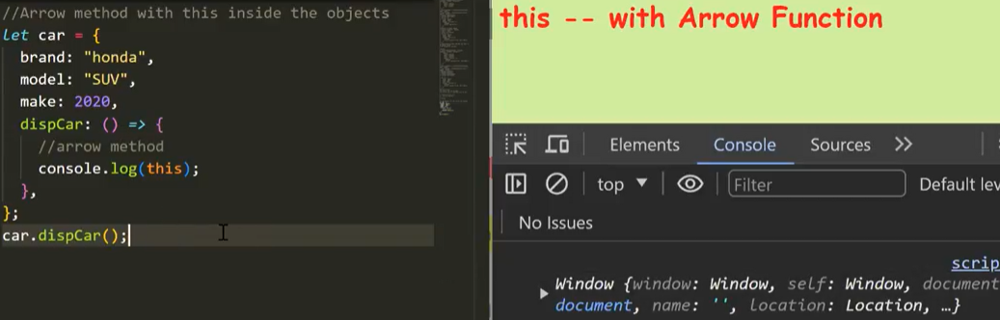 //Arrow method with this inside the objects
let car = {
brand: "honda",
model: "SUV",
make: 2020,
dispCar: () => {
//arrow method
console.log(this);
},
};
car.dispCar();
this -- with Arrow Function
Elements Console Sources
top Filter Default lev
No Issues
scrip
Window {window: Window, self: Window, document
document, name: '', location: Location, …}